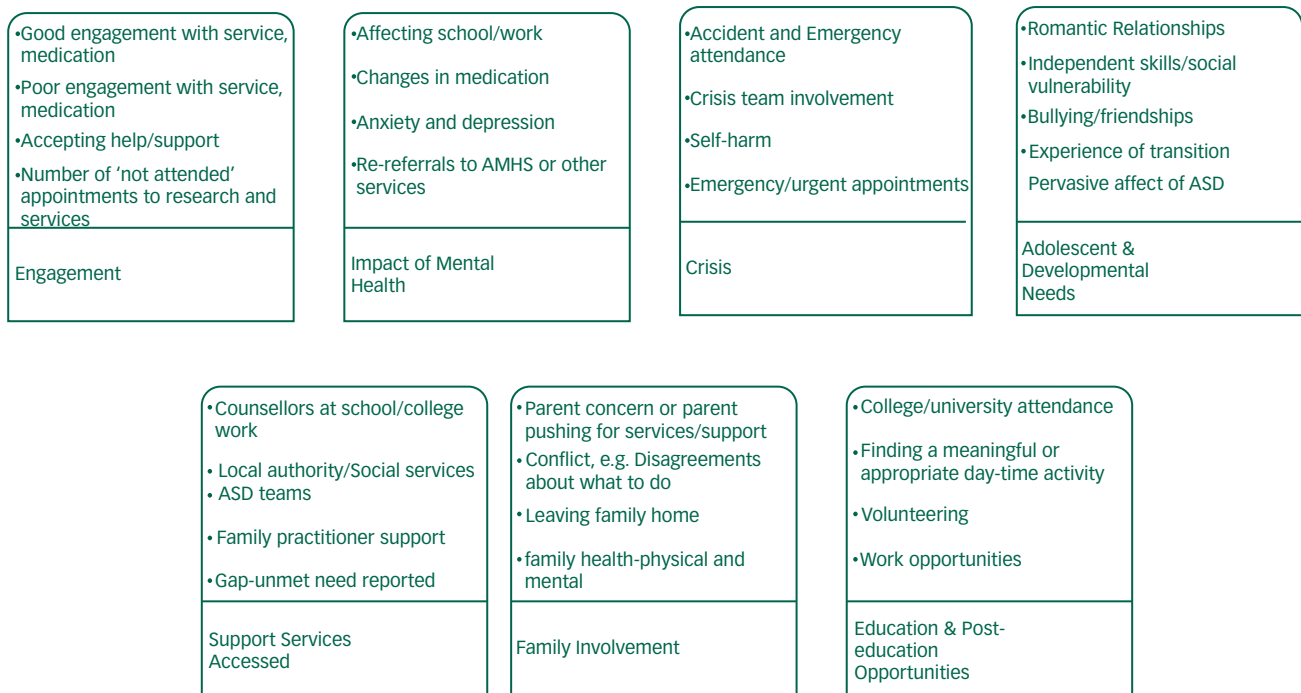 •Good engagement with service,
medication
•Poor engagement with service,
medication
•Accepting help/support
•Number of ‘not attended’
appointments to research and
services
Engagement
•Affecting school/work
•Changes in medication
•Anxiety and depression
•Re-referrals to AMHS or other
services
Impact of Mental
Health
•Accident and Emergency
attendance
•Crisis team involvement
•Self-harm
•Emergency/urgent appointments
Crisis
•Romantic Relationships
•Independent skills/social
vulnerability
•Bullying/friendships
•Experience of transition
Pervasive affect of ASD
Adolescent &
Developmental
Needs
•Counsellors at school/college
work
•Local authority/Social services
•ASD teams
•Family practitioner support
•Gap-unmet need reported
Support Services
Accessed
•Parent concern or parent
pushing for services/support
•Conflict, e.g. Disagreements
about what to do
•Leaving family home
•family health-physical and
mental
Family Involvement
•College/university attendance
•Finding a meaningful or
appropriate day-time activity
•Volunteering
•Work opportunities
Education & Post-
education
Opportunities